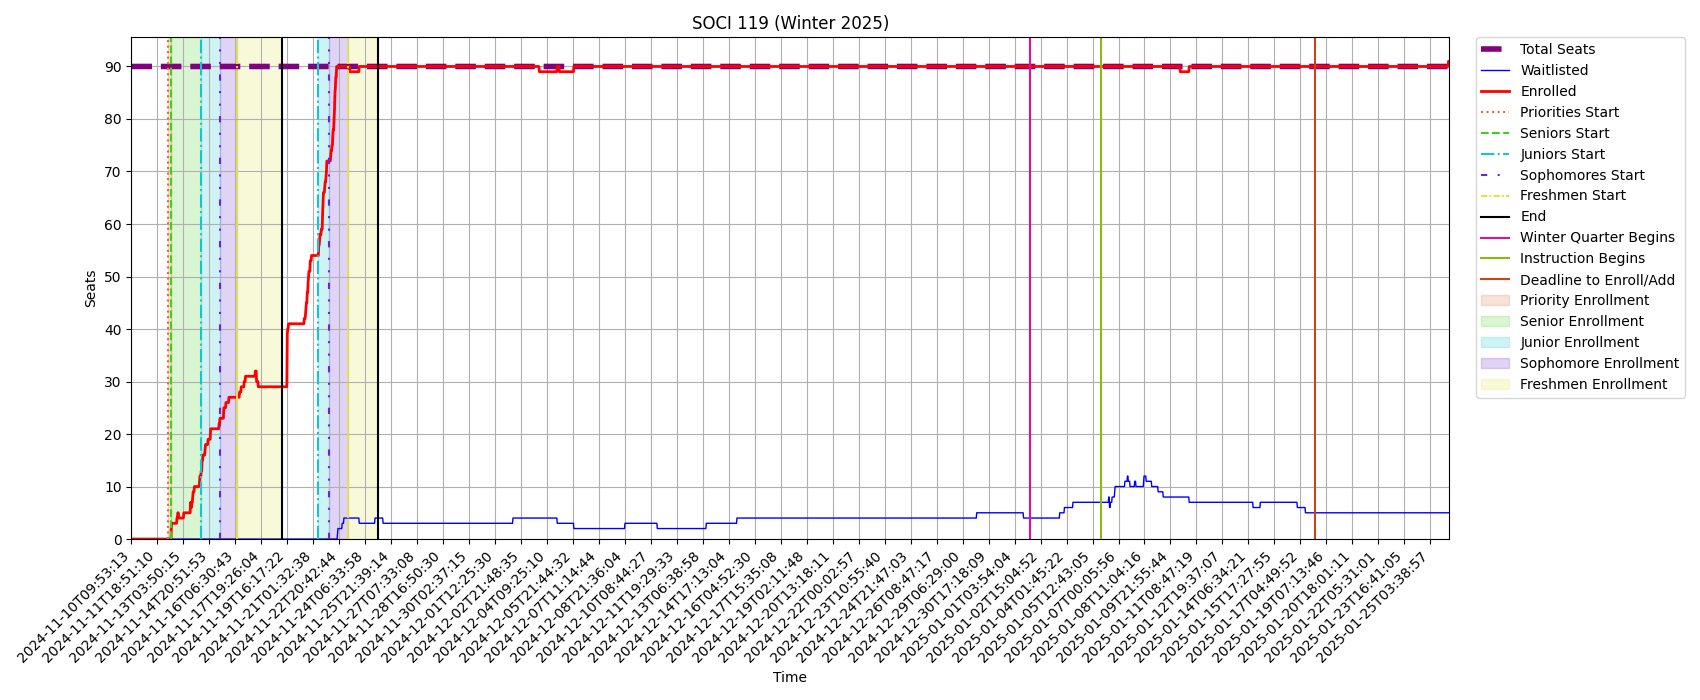 SOCI 119 (Winter 2025)
Seats
90
80
70
60
50
40
30
20
10
0
2024-11-10T09:53:13
2024-11-11T18:51:10
2024-11-13T03:50:15
2024-11-14T20:51:53
2024-11-16T06:30:43
2024-11-17T19:26:04
2024-11-19T16:17:22
2024-11-21T01:32:38
2024-11-22T20:42:44
2024-11-24T06:33:58
2024-11-25T21:39:14
2024-11-27T07:33:08
2024-11-28T16:50:30
2024-11-30T02:37:15
2024-12-01T12:25:30
2024-12-02T21:48:35
2024-12-04T09:25:10
2024-12-05T21:44:32
2024-12-07T11:14:44
2024-12-08T21:36:04
2024-12-10T08:44:27
2024-12-11T19:29:33
2024-12-13T06:38:58
2024-12-14T17:13:04
2024-12-16T04:52:30
2024-12-17T15:35:08
2024-12-19T02:11:48
2024-12-20T13:18:11
2024-12-22T00:02:57
2024-12-23T10:55:40
2024-12-24T21:47:03
2024-12-26T08:47:17
2024-12-29T06:29:00
2024-12-30T17:18:09
2025-01-01T03:54:04
2025-01-02T15:04:52
2025-01-04T01:45:22
2025-01-05T12:43:05
2025-01-07T00:05:56
2025-01-08T11:04:16
2025-01-09T21:55:44
2025-01-11T08:47:19
2025-01-12T19:37:07
2025-01-14T06:34:21
2025-01-15T17:27:55
2025-01-17T04:49:52
2025-01-19T07:13:46
2025-01-20T18:01:11
2025-01-22T05:31:01
2025-01-23T16:41:05
2025-01-25T03:38:57
Time
Total Seats
Waitlisted
Enrolled
Priorities Start
Seniors Start
Juniors Start
Sophomores Start
Freshmen Start
End
Winter Quarter Begins
Instruction Begins
Deadline to Enroll/Add
Priority Enrollment
Senior Enrollment
Junior Enrollment
Sophomore Enrollment
Freshmen Enrollment